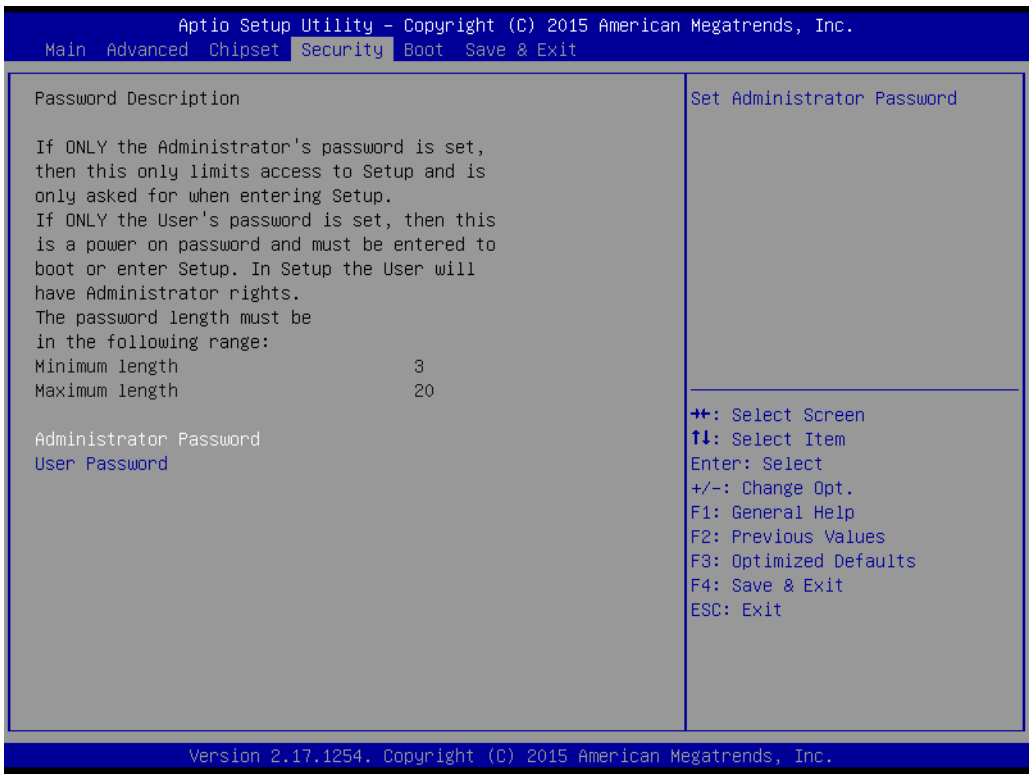 Aptio Setup Utility – Copyright (C) 2015 American Megatrends, Inc.
Main Advanced Chipset Security Boot Save & Exit
Password Description
If ONLY the Administrator's password is set,
then this only limits access to Setup and is
only asked for when entering Setup.
If ONLY the User's password is set, then this
is a power on password and must be entered to
boot or enter Setup. In Setup the User will
have Administrator rights.
The password length must be
in the following range:
Minimum length 3
Maximum length 20
Administrator Password
User Password
Set Administrator Password
→←: Select Screen
↑↓: Select Item
Enter: Select
+/-: Change Opt.
F1: General Help
F2: Previous Values
F3: Optimized Defaults
F4: Save & Exit
ESC: Exit
Version 2.17.1254. Copyright (C) 2015 American Megatrends, Inc.